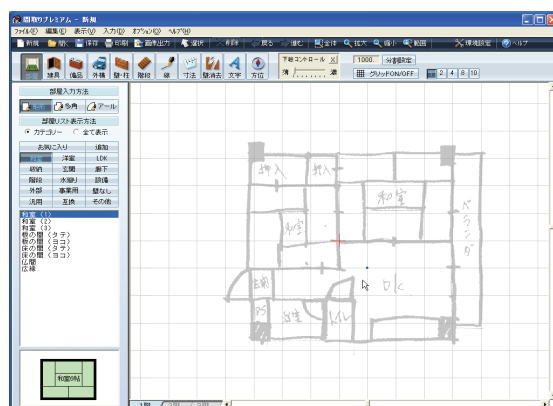 間取りプレミアム - 新規
ファイル(F) 編集(E) 表示(V) 入力(D) オプション(O) ヘルプ(H)
新規 開く 保存 印刷 画像出力 選択 削除 戻る 進む 全体 拡大 縮小 範囲 環境設定 ヘルプ
建具 備品 外構 壁・柱 階段 線 寸法 壁消去 文字 方位
下絵コントロール X
薄 濃
1000. 分割設定
グリッドON/OFF 2 4 8 10
部屋入力方法
多角 アール
部屋リスト表示方法
カテゴリー 全て表示
お気に入り 追加
和室 洋室 LDK
収納 玄関 廊下
階段 水廻り 設備
外部 事業用 壁なし
汎用 互換 その他
和室(1)
和室(2)
和室(3)
板の間(タテ)
板の間(ヨコ)
床の間(タテ)
床の間(ヨコ)
仏間
広縁
押入 押入
和室
ベランダ
和室
玄関
DK
PS
浴室
トイレ
1階 2階 3階